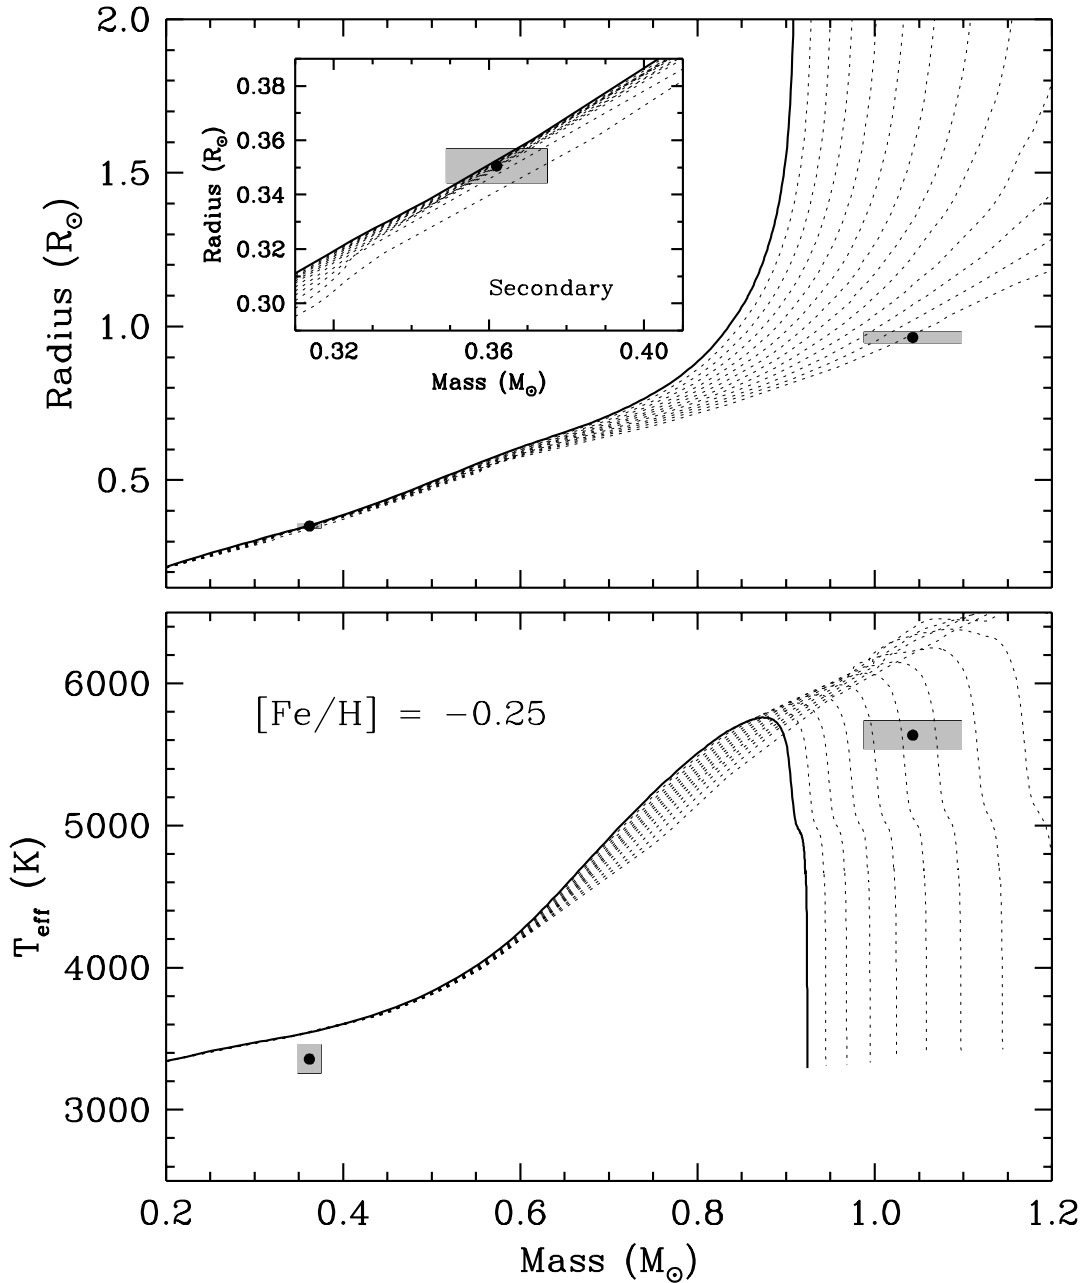 2.0
1.5
1.0
0.5
Radius (R⊙)
0.38
0.36
0.34
0.32
0.30
Radius (R⊙)
Secondary
0.32 0.36 0.40
Mass (M⊙)
6000
5000
4000
3000
Teff (K)
[Fe/H] = −0.25
0.2 0.4 0.6 0.8 1.0 1.2
Mass (M⊙)